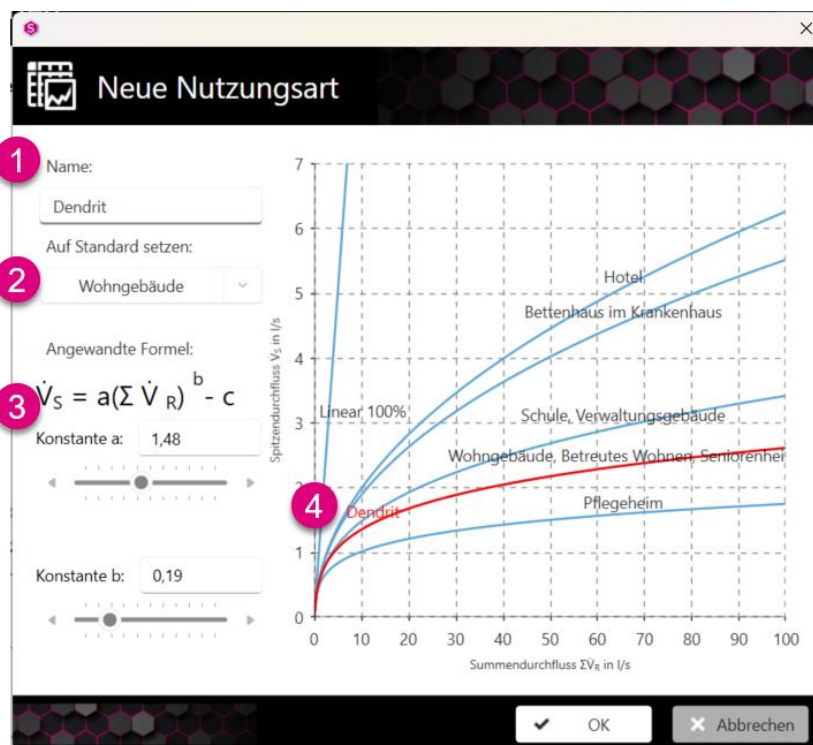 Neue Nutzungsart
1
Name:
Dendrit
Auf Standard setzen:
2
Wohngebäude
Angewandte Formel:
3
V̇S = a(Σ V̇ R) b - c
Konstante a: 1,48
Konstante b: 0,19
Spitzendurchfluss V̇S in l/s
7
6
5
4
3
2
1
0
Hotel
Bettenhaus im Krankenhaus
Linear 100%
Schule, Verwaltungsgebäude
Wohngebäude, Betreutes Wohnen, Seniorenhei
4
Dendrit
Pflegeheim
0 10 20 30 40 50 60 70 80 90 100
Summendurchfluss ΣV̇R in l/s
OK
Abbrechen